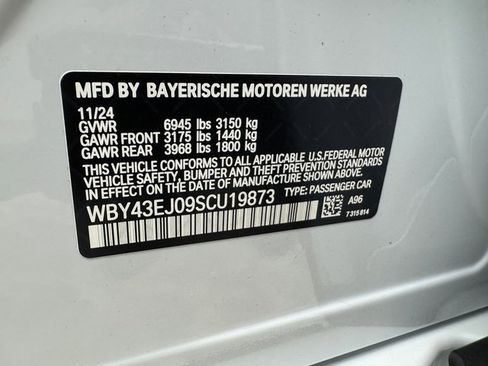 MFD BY BAYERISCHE MOTOREN WERKE AG
11/24
GVWR 6945 lbs 3150 kg
GAWR FRONT 3175 lbs 1440 kg
GAWR REAR 3968 lbs 1800 kg
THIS VEHICLE CONFORMS TO ALL APPLICABLE U.S.FEDERAL MOTOR
VEHICLE SAFETY, BUMPER, AND THEFT PREVENTION STANDARDS
IN EFFECT ON THE DATE OF MANUFACTURE SHOWN ABOVE.
WBY43EJ09SCU19873 TYPE: PASSENGER CAR
A96
7 315 814